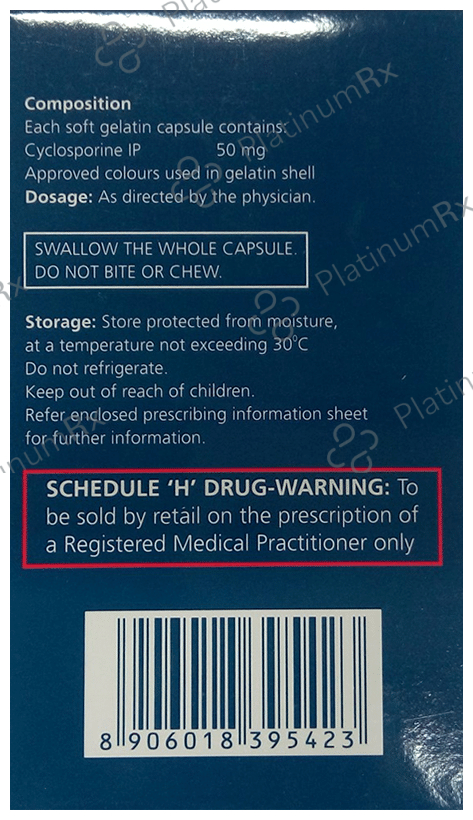 Composition
Each soft gelatin capsule contains:
Cyclosporine IP 50 mg
Approved colours used in gelatin shell
Dosage: As directed by the physician.
SWALLOW THE WHOLE CAPSULE.
DO NOT BITE OR CHEW.
Storage: Store protected from moisture,
at a temperature not exceeding 30°C
Do not refrigerate.
Keep out of reach of children.
Refer enclosed prescribing information sheet
for further information.
SCHEDULE 'H' DRUG-WARNING: To
be sold by retail on the prescription of
a Registered Medical Practitioner only
8 906018 395423
PlatinumRx
PlatinumRx
PlatinumRx